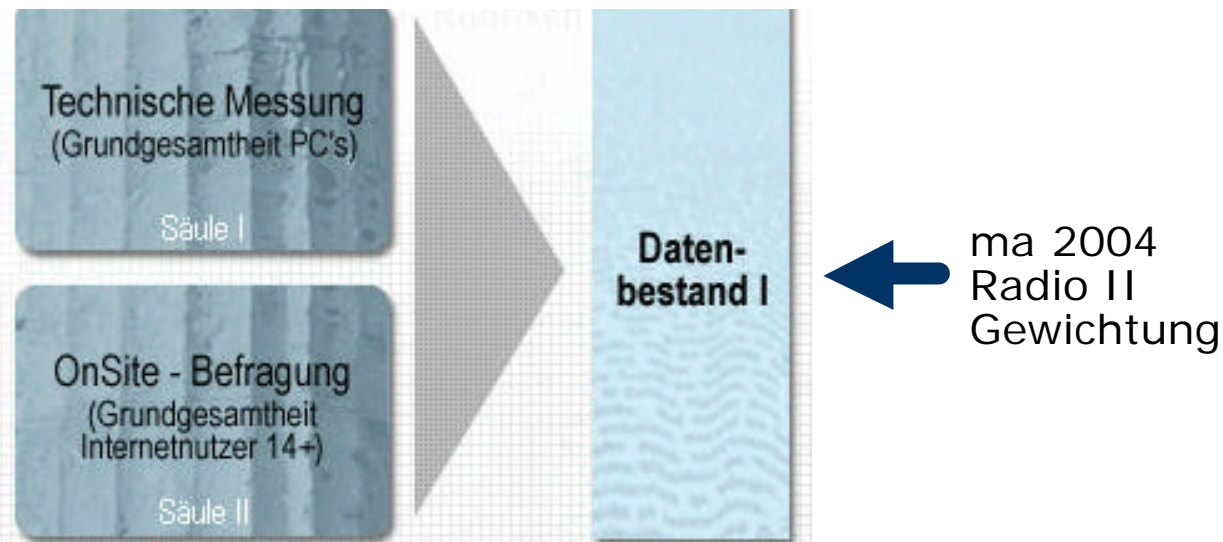 Rubriken
Technische Messung
(Grundgesamtheit PC's)
Säule I
OnSite - Befragung
(Grundgesamtheit
Internetnutzer 14+)
Säule II
Daten-
bestand I
ma 2004
Radio II
Gewichtung